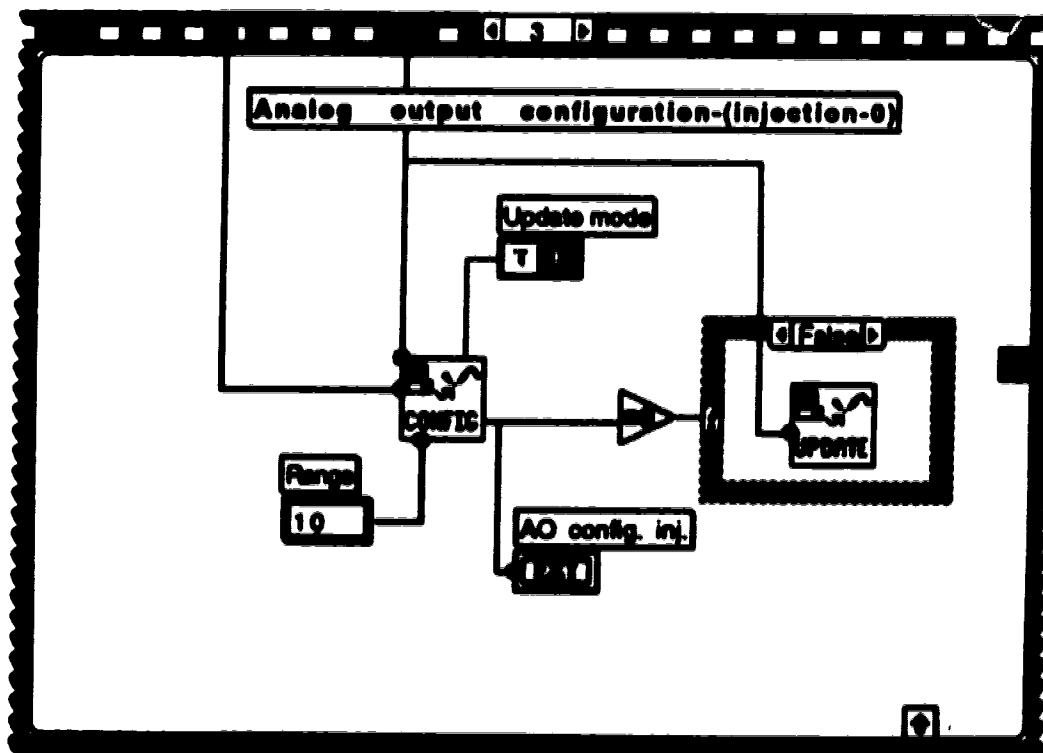 3
Analog output configuration-(injection-0)
Update mode
T
False
CONFIG
UPDATE
Range
10
AO config. inj.